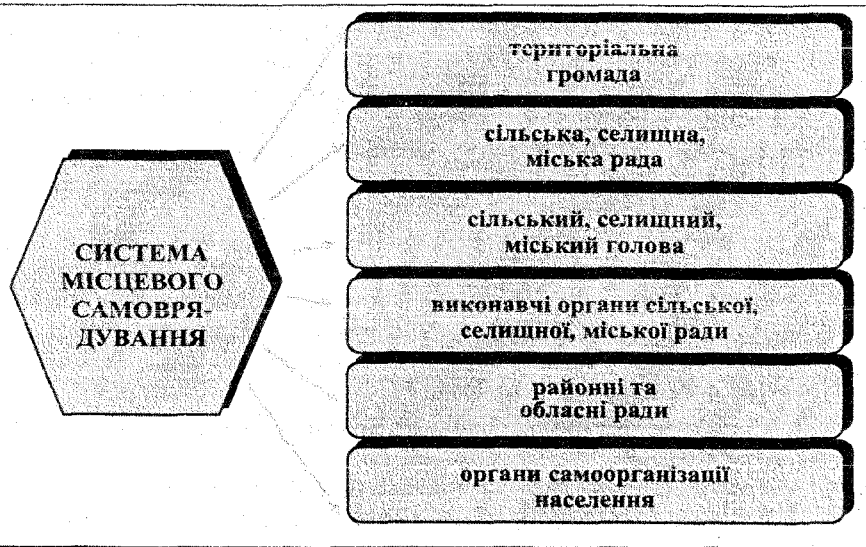 СИСТЕМА
МІСЦЕВОГО
САМОВРЯ-
ДУВАННЯ
територіальна
громада
сільська, селищна,
міська рада
сільський, селищний,
міський голова
виконавчі органи сільської,
селищної, міської ради
районні та
обласні ради
органи самоорганізації
населення